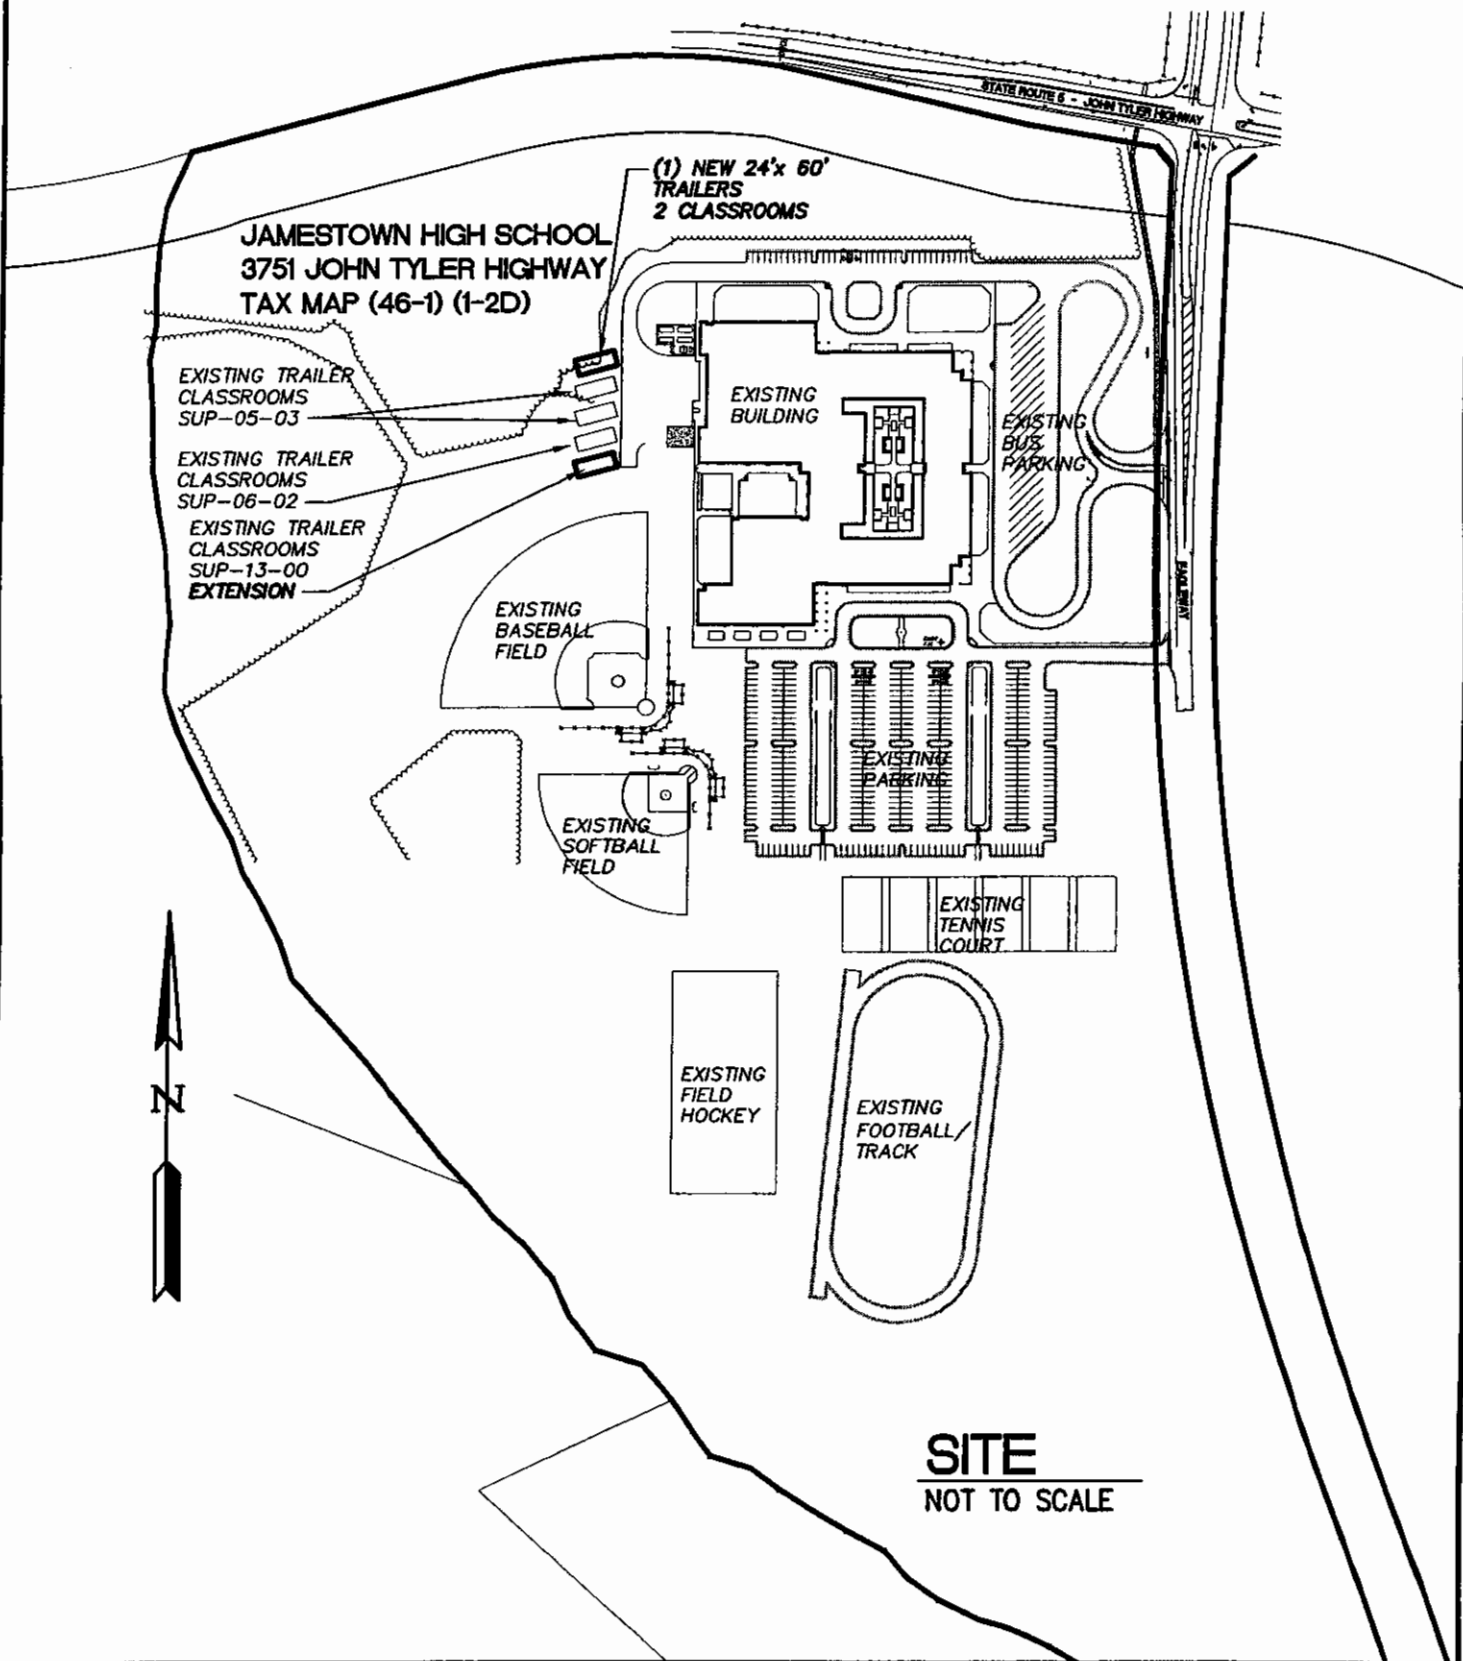 STATE ROUTE 5 - JOHN TYLER HIGHWAY
(1) NEW 24'x 60'
TRAILERS
2 CLASSROOMS
JAMESTOWN HIGH SCHOOL
3751 JOHN TYLER HIGHWAY
TAX MAP (46-1) (1-2D)
EXISTING TRAILER
CLASSROOMS
SUP-05-03
EXISTING TRAILER
CLASSROOMS
SUP-06-02
EXISTING TRAILER
CLASSROOMS
SUP-13-00
EXTENSION
EXISTING
BUILDING
EXISTING
BUS
PARKING
EAGLE WAY
EXISTING
BASEBALL
FIELD
EXISTING
PARKING
EXISTING
SOFTBALL
FIELD
EXISTING
TENNIS
COURT
N
EXISTING
FIELD
HOCKEY
EXISTING
FOOTBALL/
TRACK
SITE
NOT TO SCALE